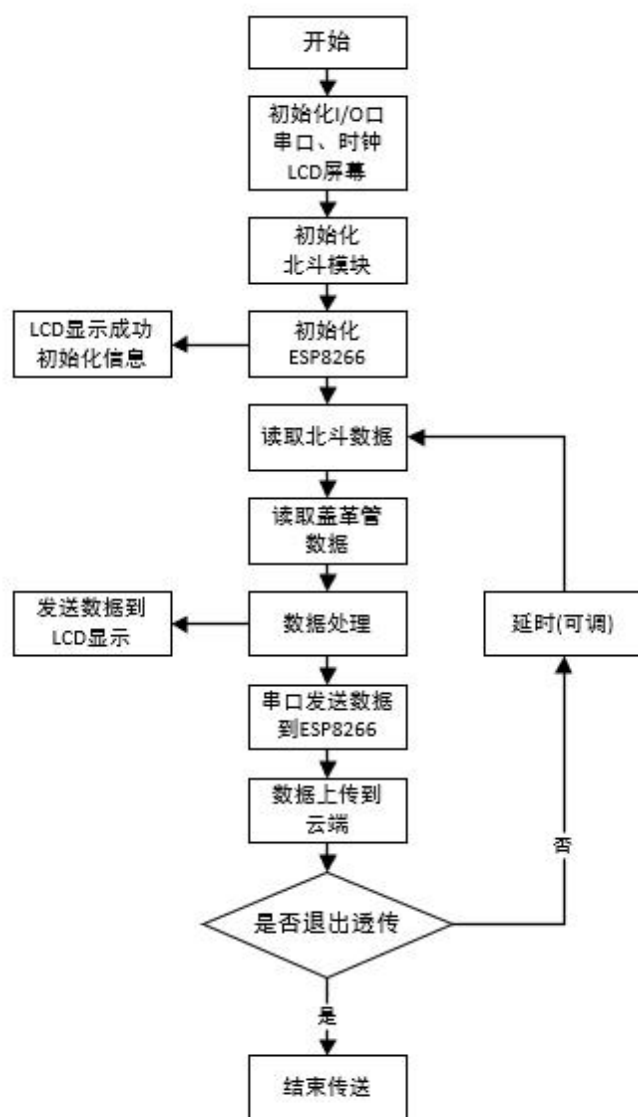 开始
初始化I/O口
串口、时钟
LCD屏幕
初始化
北斗模块
LCD显示成功
初始化信息
初始化
ESP8266
读取北斗数据
读取盖革管
数据
发送数据到
LCD显示
数据处理
延时(可调)
串口发送数据
到ESP8266
数据上传到
云端
否
是否退出透传
是
结束传送